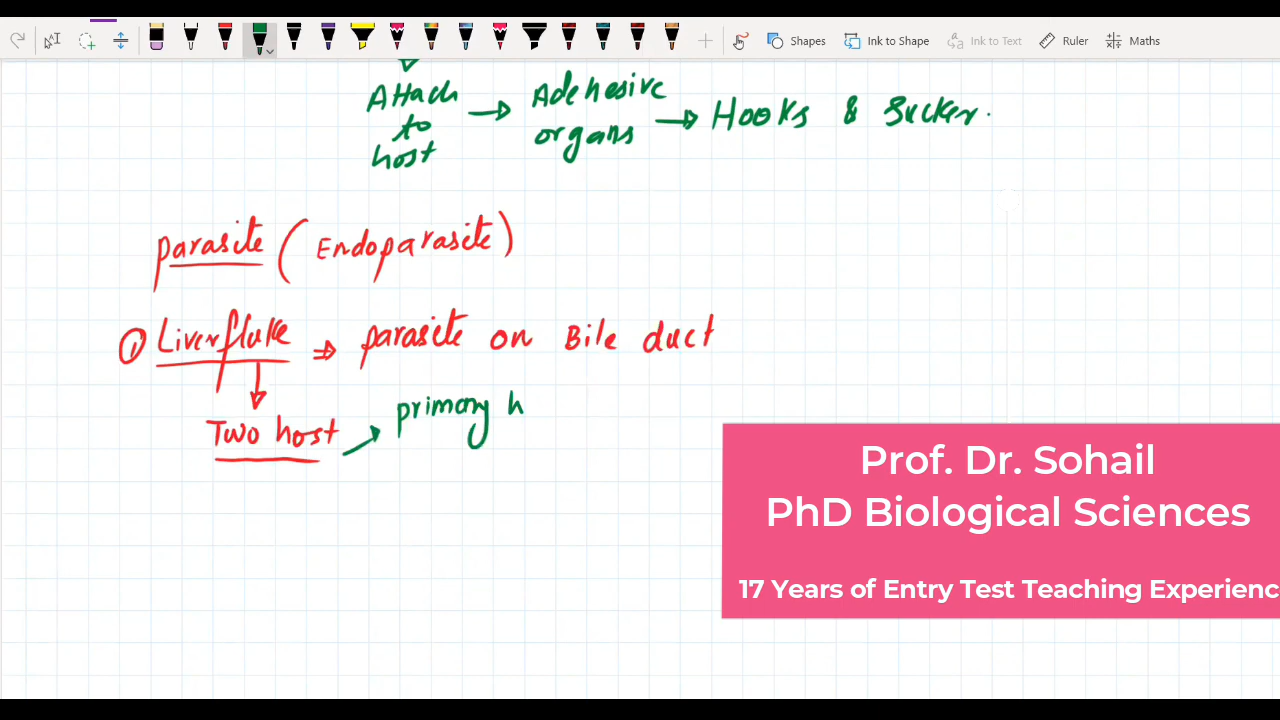 Shapes
Ink to Shape
Ink to Text
Ruler
Maths
Attach to host → Adehesive organs → Hooks & Sucker.
parasite (Endoparasite)
① Liverfluke ⇒ parasite on Bile duct
Two host → primary h
Prof. Dr. Sohail
PhD Biological Sciences
17 Years of Entry Test Teaching Experienc